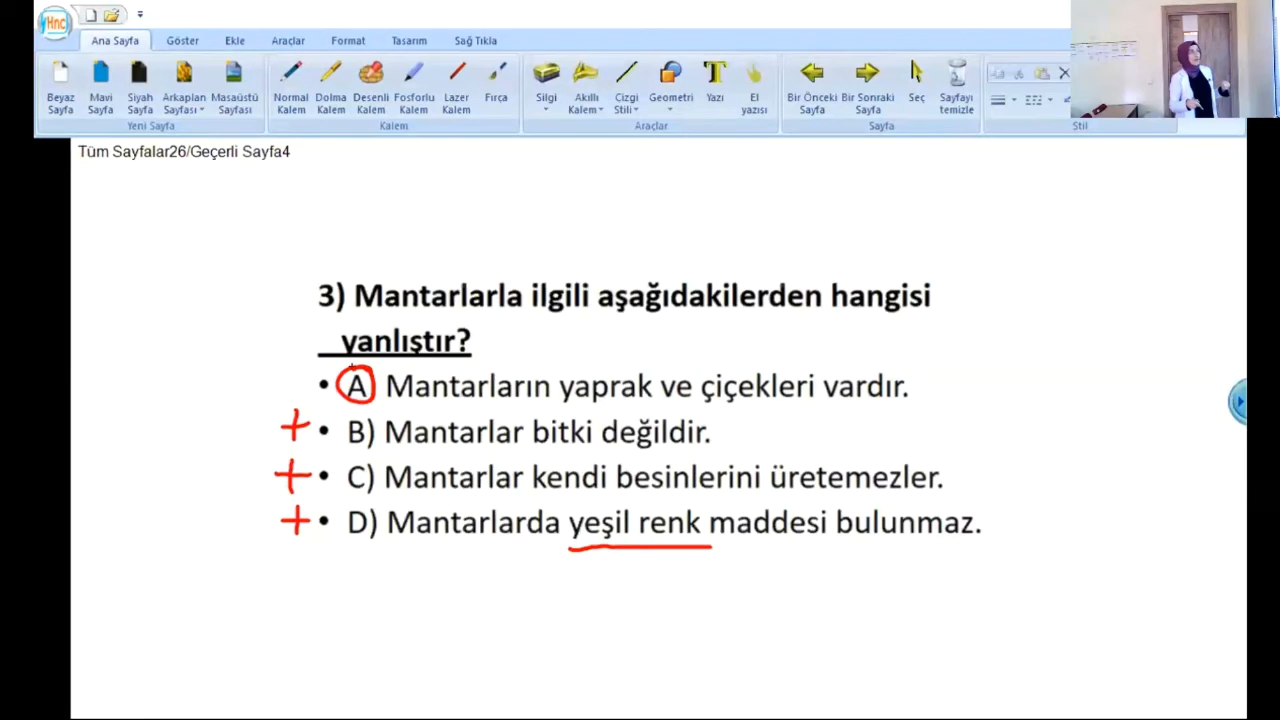 Hnc
Ana Sayfa Göster Ekle Araçlar Format Tasarım Sağ Tıkla
Beyaz Sayfa Mavi Sayfa Siyah Sayfa Arkaplan Sayfası Masaüstü Sayfası
Yeni Sayfa
Normal Kalem Dolma Kalem Desenli Kalem Fosforlu Kalem Lazer Kalem Fırça
Kalem
Silgi Akıllı Kalem Çizgi Stili Geometri Yazı El yazısı
Araçlar
Bir Önceki Sayfa Bir Sonraki Sayfa Seç Sayfayı temizle
Sayfa
Stil
Tüm Sayfalar26/Geçerli Sayfa4
3) Mantarlarla ilgili aşağıdakilerden hangisi
yanlıştır?
• A Mantarların yaprak ve çiçekleri vardır.
+ • B) Mantarlar bitki değildir.
+ • C) Mantarlar kendi besinlerini üretemezler.
+ • D) Mantarlarda yeşil renk maddesi bulunmaz.